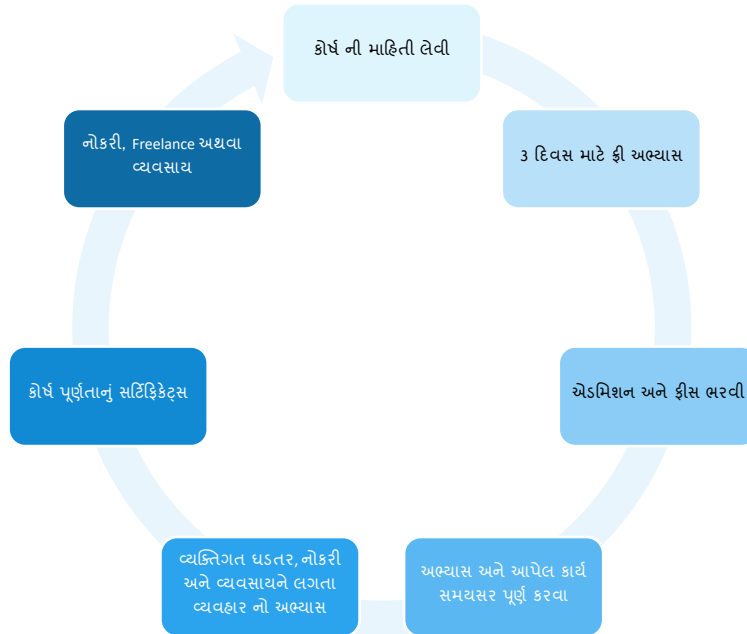 કોર્ષ ની માહિતી લેવી
3 દિવસ માટે ફ્રી અભ્યાસ
એડમિશન અને ફીસ ભરવી
અભ્યાસ અને આપેલ કાર્ય
સમયસર પૂર્ણ કરવા
વ્યક્તિગત ઘડતર, નોકરી
અને વ્યવસાયને લગતા
વ્યવહાર નો અભ્યાસ
કોર્ષ પૂર્ણતાનું સર્ટિફિકેટ્સ
નોકરી, Freelance અથવા
વ્યવસાય